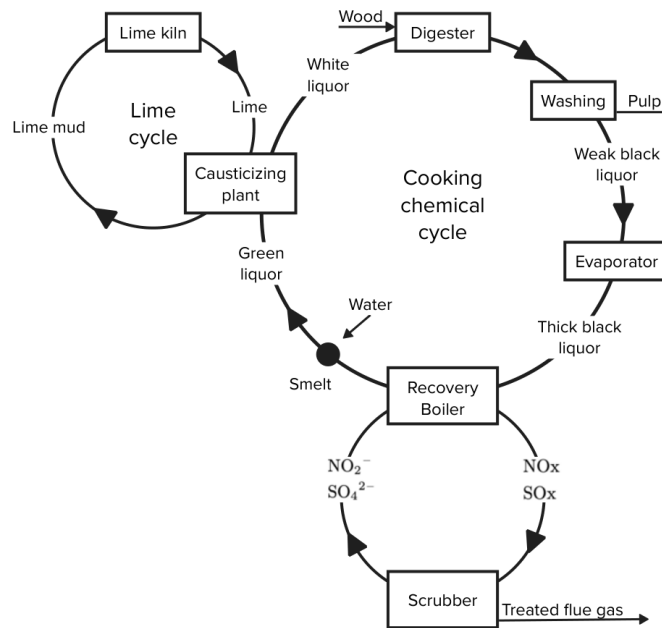 Wood
Lime kiln
Digester
White
liquor
Washing
Pulp
Lime
Lime
cycle
Lime mud
Weak black
liquor
Causticizing
plant
Cooking
chemical
cycle
Green
liquor
Evaporator
Water
Thick black
liquor
Smelt
Recovery
Boiler
NO₂⁻
SO₄²⁻
NOx
SOx
Scrubber
Treated flue gas